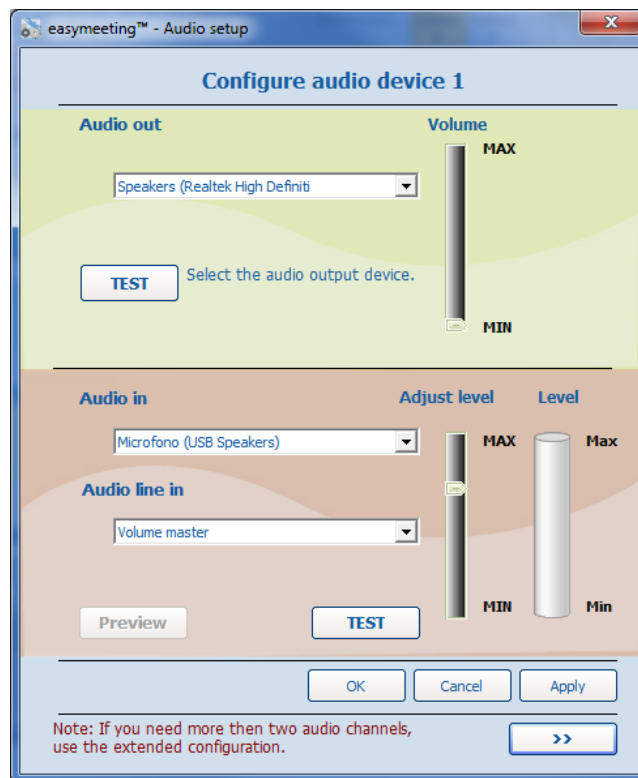 easymeeting™ - Audio setup
Configure audio device 1
Audio out
Volume
MAX
Speakers (Realtek High Definiti
TEST
Select the audio output device.
MIN
Audio in
Adjust level
Level
Microfono (USB Speakers)
MAX
Max
Audio line in
Volume master
MIN
Min
Preview
TEST
OK
Cancel
Apply
Note: If you need more then two audio channels,
use the extended configuration.
>>